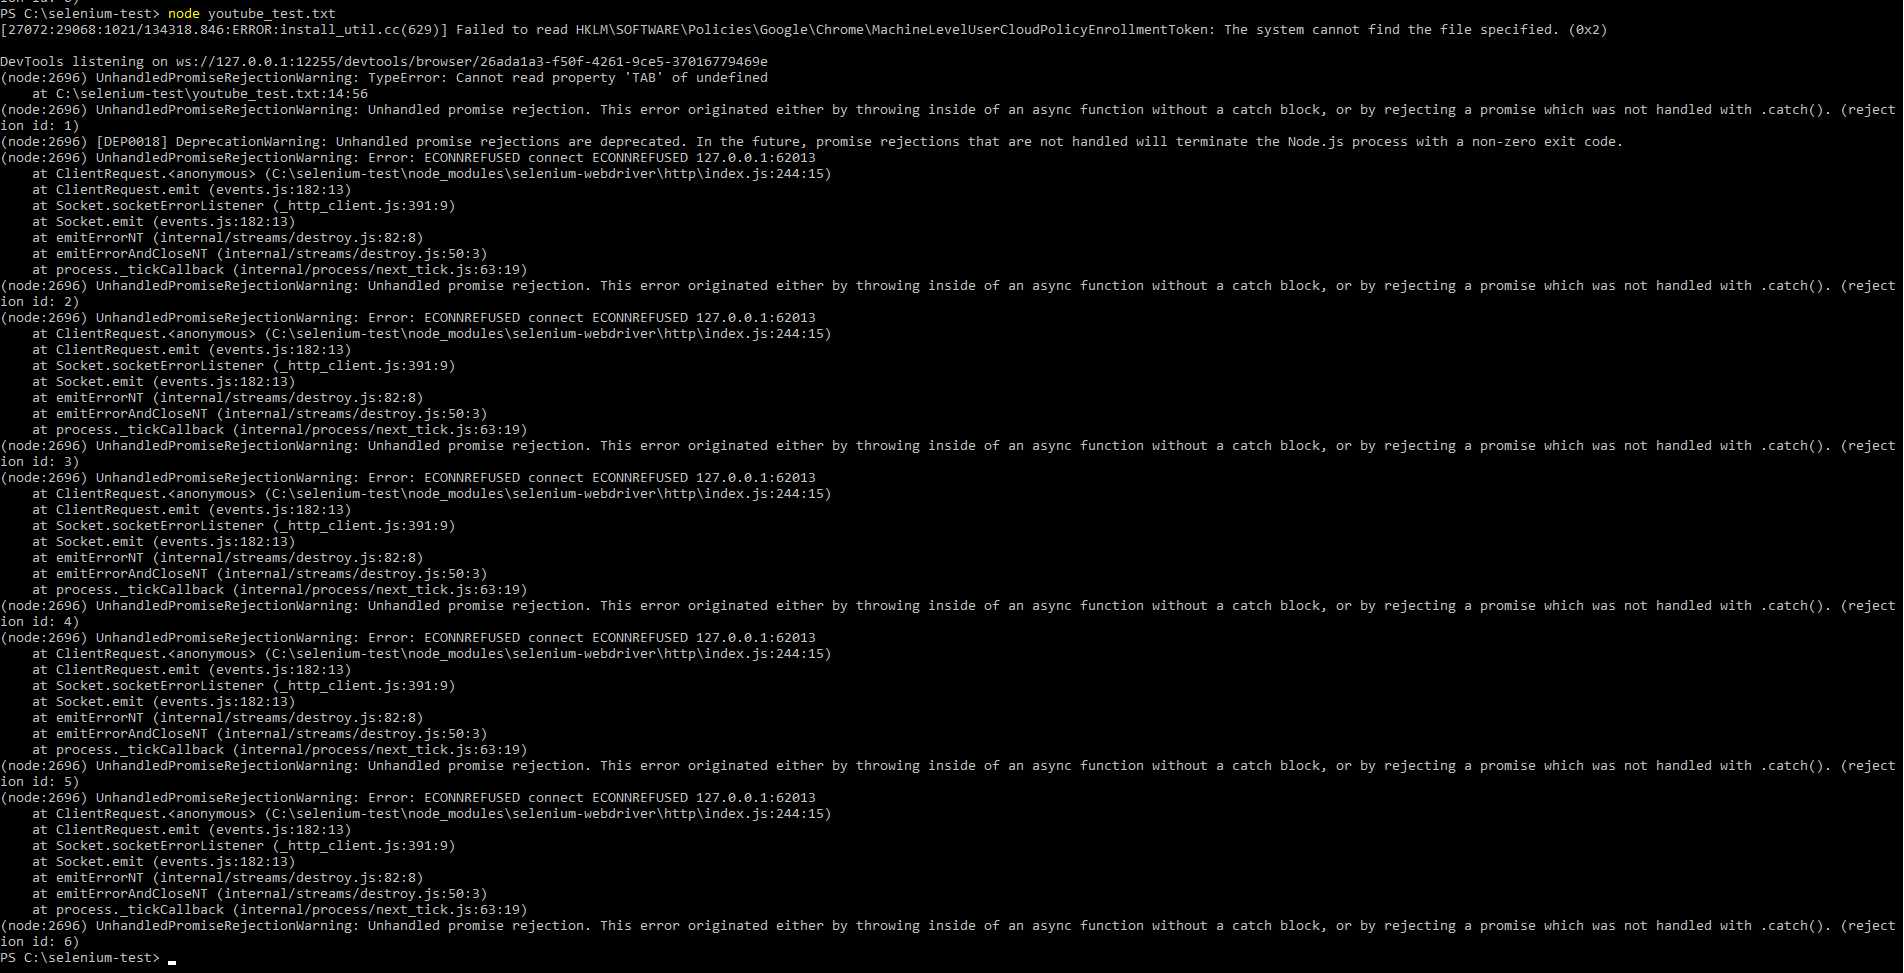 ion id: 6)
PS C:\selenium-test> node youtube_test.txt
[27072:29068:1021/134318.846:ERROR:install_util.cc(629)] Failed to read HKLM\SOFTWARE\Policies\Google\Chrome\MachineLevelUserCloudPolicyEnrollmentToken: The system cannot find the file specified. (0x2)
DevTools listening on ws://127.0.0.1:12255/devtools/browser/26ada1a3-f50f-4261-9ce5-37016779469e
(node:2696) UnhandledPromiseRejectionWarning: TypeError: Cannot read property 'TAB' of undefined
    at C:\selenium-test\youtube_test.txt:14:56
(node:2696) UnhandledPromiseRejectionWarning: Unhandled promise rejection. This error originated either by throwing inside of an async function without a catch block, or by rejecting a promise which was not handled with .catch(). (reject
ion id: 1)
(node:2696) [DEP0018] DeprecationWarning: Unhandled promise rejections are deprecated. In the future, promise rejections that are not handled will terminate the Node.js process with a non-zero exit code.
(node:2696) UnhandledPromiseRejectionWarning: Error: ECONNREFUSED connect ECONNREFUSED 127.0.0.1:62013
    at ClientRequest.<anonymous> (C:\selenium-test\node_modules\selenium-webdriver\http\index.js:244:15)
    at ClientRequest.emit (events.js:182:13)
    at Socket.socketErrorListener (_http_client.js:391:9)
    at Socket.emit (events.js:182:13)
    at emitErrorNT (internal/streams/destroy.js:82:8)
    at emitErrorAndCloseNT (internal/streams/destroy.js:50:3)
    at process._tickCallback (internal/process/next_tick.js:63:19)
(node:2696) UnhandledPromiseRejectionWarning: Unhandled promise rejection. This error originated either by throwing inside of an async function without a catch block, or by rejecting a promise which was not handled with .catch(). (reject
ion id: 2)
(node:2696) UnhandledPromiseRejectionWarning: Error: ECONNREFUSED connect ECONNREFUSED 127.0.0.1:62013
    at ClientRequest.<anonymous> (C:\selenium-test\node_modules\selenium-webdriver\http\index.js:244:15)
    at ClientRequest.emit (events.js:182:13)
    at Socket.socketErrorListener (_http_client.js:391:9)
    at Socket.emit (events.js:182:13)
    at emitErrorNT (internal/streams/destroy.js:82:8)
    at emitErrorAndCloseNT (internal/streams/destroy.js:50:3)
    at process._tickCallback (internal/process/next_tick.js:63:19)
(node:2696) UnhandledPromiseRejectionWarning: Unhandled promise rejection. This error originated either by throwing inside of an async function without a catch block, or by rejecting a promise which was not handled with .catch(). (reject
ion id: 3)
(node:2696) UnhandledPromiseRejectionWarning: Error: ECONNREFUSED connect ECONNREFUSED 127.0.0.1:62013
    at ClientRequest.<anonymous> (C:\selenium-test\node_modules\selenium-webdriver\http\index.js:244:15)
    at ClientRequest.emit (events.js:182:13)
    at Socket.socketErrorListener (_http_client.js:391:9)
    at Socket.emit (events.js:182:13)
    at emitErrorNT (internal/streams/destroy.js:82:8)
    at emitErrorAndCloseNT (internal/streams/destroy.js:50:3)
    at process._tickCallback (internal/process/next_tick.js:63:19)
(node:2696) UnhandledPromiseRejectionWarning: Unhandled promise rejection. This error originated either by throwing inside of an async function without a catch block, or by rejecting a promise which was not handled with .catch(). (reject
ion id: 4)
(node:2696) UnhandledPromiseRejectionWarning: Error: ECONNREFUSED connect ECONNREFUSED 127.0.0.1:62013
    at ClientRequest.<anonymous> (C:\selenium-test\node_modules\selenium-webdriver\http\index.js:244:15)
    at ClientRequest.emit (events.js:182:13)
    at Socket.socketErrorListener (_http_client.js:391:9)
    at Socket.emit (events.js:182:13)
    at emitErrorNT (internal/streams/destroy.js:82:8)
    at emitErrorAndCloseNT (internal/streams/destroy.js:50:3)
    at process._tickCallback (internal/process/next_tick.js:63:19)
(node:2696) UnhandledPromiseRejectionWarning: Unhandled promise rejection. This error originated either by throwing inside of an async function without a catch block, or by rejecting a promise which was not handled with .catch(). (reject
ion id: 5)
(node:2696) UnhandledPromiseRejectionWarning: Error: ECONNREFUSED connect ECONNREFUSED 127.0.0.1:62013
    at ClientRequest.<anonymous> (C:\selenium-test\node_modules\selenium-webdriver\http\index.js:244:15)
    at ClientRequest.emit (events.js:182:13)
    at Socket.socketErrorListener (_http_client.js:391:9)
    at Socket.emit (events.js:182:13)
    at emitErrorNT (internal/streams/destroy.js:82:8)
    at emitErrorAndCloseNT (internal/streams/destroy.js:50:3)
    at process._tickCallback (internal/process/next_tick.js:63:19)
(node:2696) UnhandledPromiseRejectionWarning: Unhandled promise rejection. This error originated either by throwing inside of an async function without a catch block, or by rejecting a promise which was not handled with .catch(). (reject
ion id: 6)
PS C:\selenium-test>